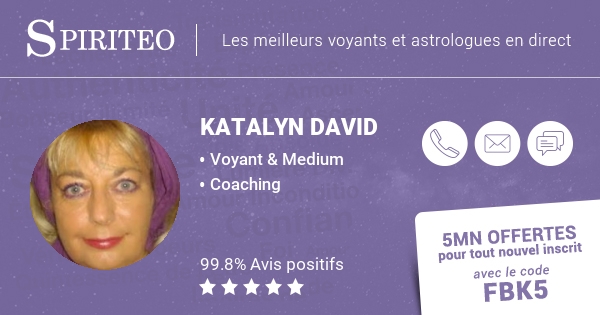 SPIRITEO
Les meilleurs voyants et astrologues en direct
KATALYN DAVID
• Voyant & Medium
• Coaching
99.8% Avis positifs
5MN OFFERTES
pour tout nouvel inscrit
avec le code
FBK5